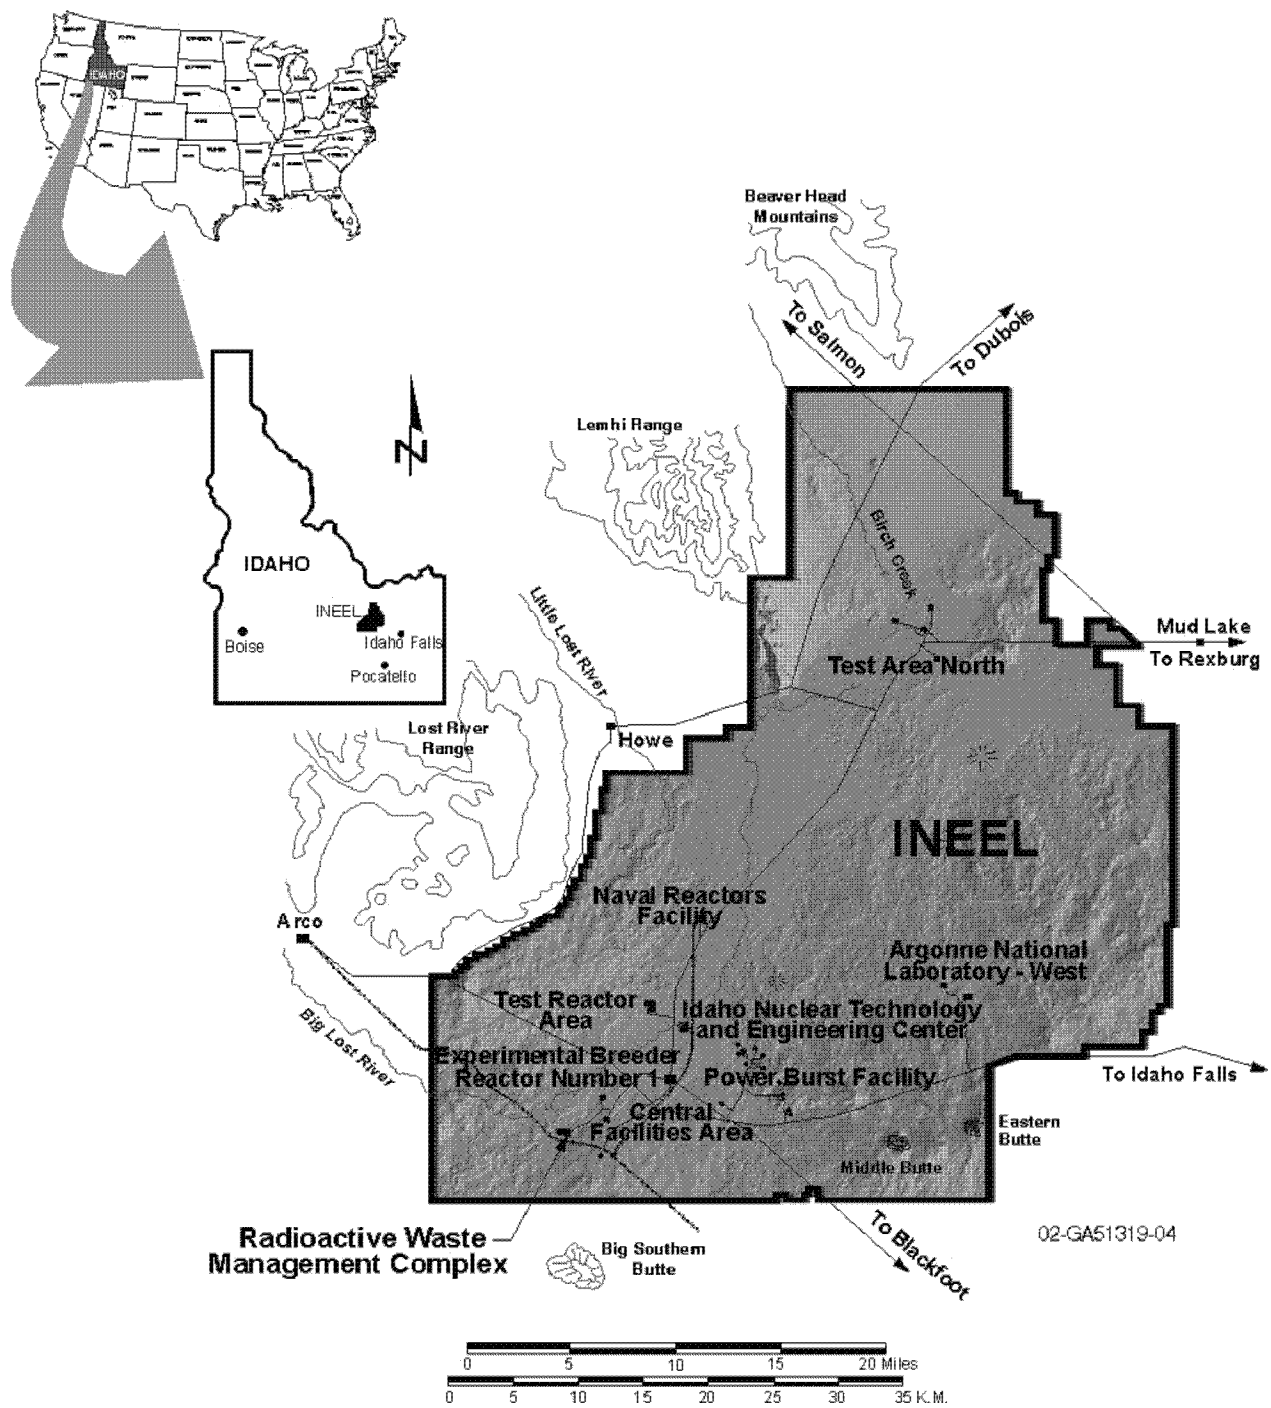 IDAHO
Beaver Head
Mountains
To Salmon
To Dubois
Lemhi Range
N
Birch Creek
IDAHO
INEEL
Boise
Idaho Falls
Pocatello
Little Lost River
Mud Lake
To Rexburg
Test Area North
Lost River
Range
Howe
INEEL
Naval Reactors
Facility
Arco
Argonne National
Laboratory - West
Test Reactor
Area
Idaho Nuclear Technology
and Engineering Center
Big Lost River
Experimental Breeder
Reactor Number 1
Power Burst Facility
To Idaho Falls
Central
Facilities Area
Eastern
Butte
Middle Butte
Radioactive Waste
Management Complex
Big Southern
Butte
To Blackfoot
02-GA51319-04
0 5 10 15 20 Miles
0 5 10 15 20 25 30 35 K.M.